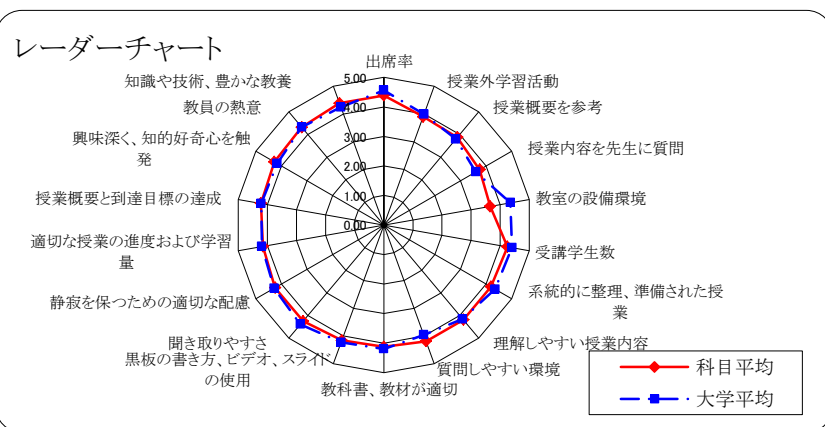 レーダーチャート
出席率
授業外学習活動
授業概要を参考
授業内容を先生に質問
教室の設備環境
受講学生数
系統的に整理、準備された授
業
理解しやすい授業内容
質問しやすい環境
教科書、教材が適切
黒板の書き方、ビデオ、スライド
の使用
聞き取りやすさ
静寂を保つための適切な配慮
適切な授業の進度および学習
量
授業概要と到達目標の達成
興味深く、知的好奇心を触
発
教員の熱意
知識や技術、豊かな教養
5.00
4.00
3.00
2.00
1.00
0.00
科目平均
大学平均